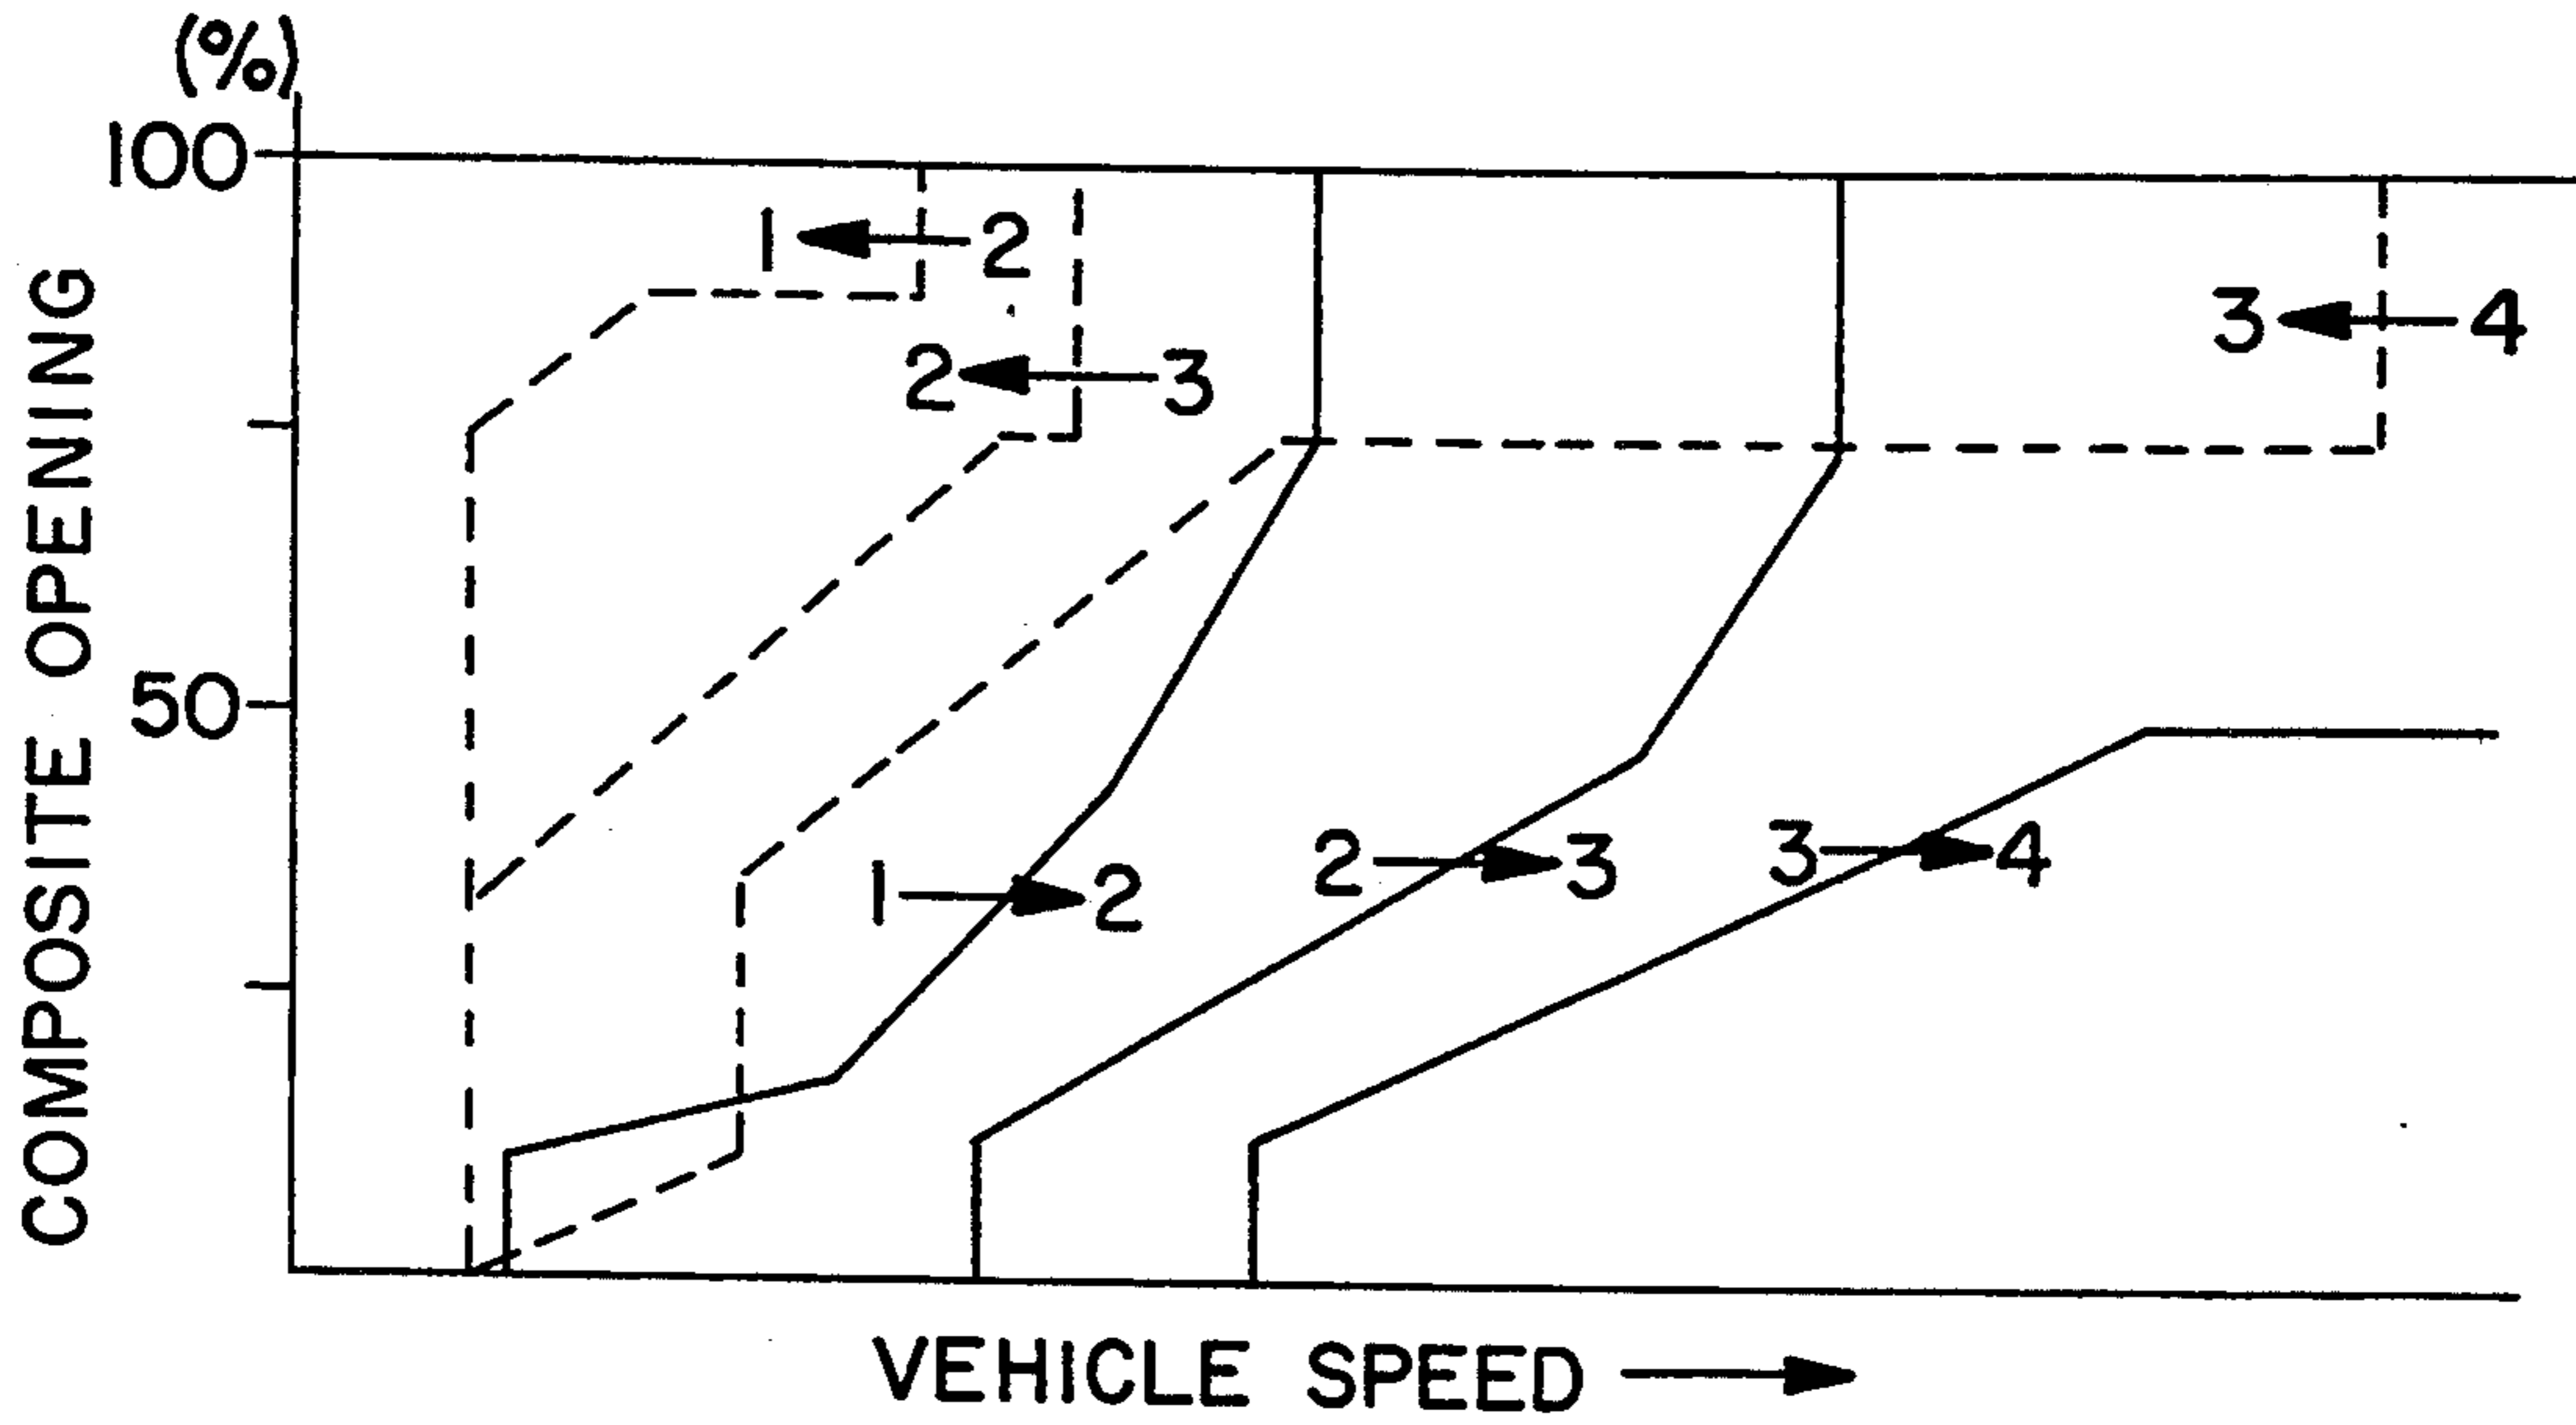 (%)
100
1 ← 2
2 ← 3
3 ← 4
COMPOSITE OPENING
50
1 → 2
2 → 3
3 → 4
VEHICLE SPEED →